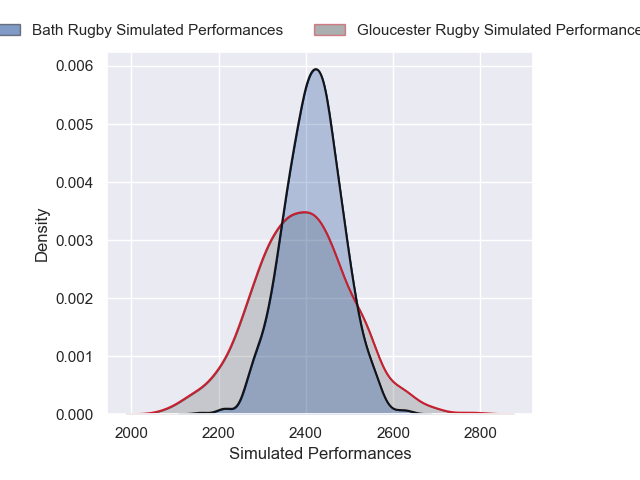 Bath Rugby Simulated Performances Gloucester Rugby Simulated Performance
0.006
0.005
0.004
0.003
0.002
0.001
0.000
Density
2000 2200 2400 2600 2800
Simulated Performances